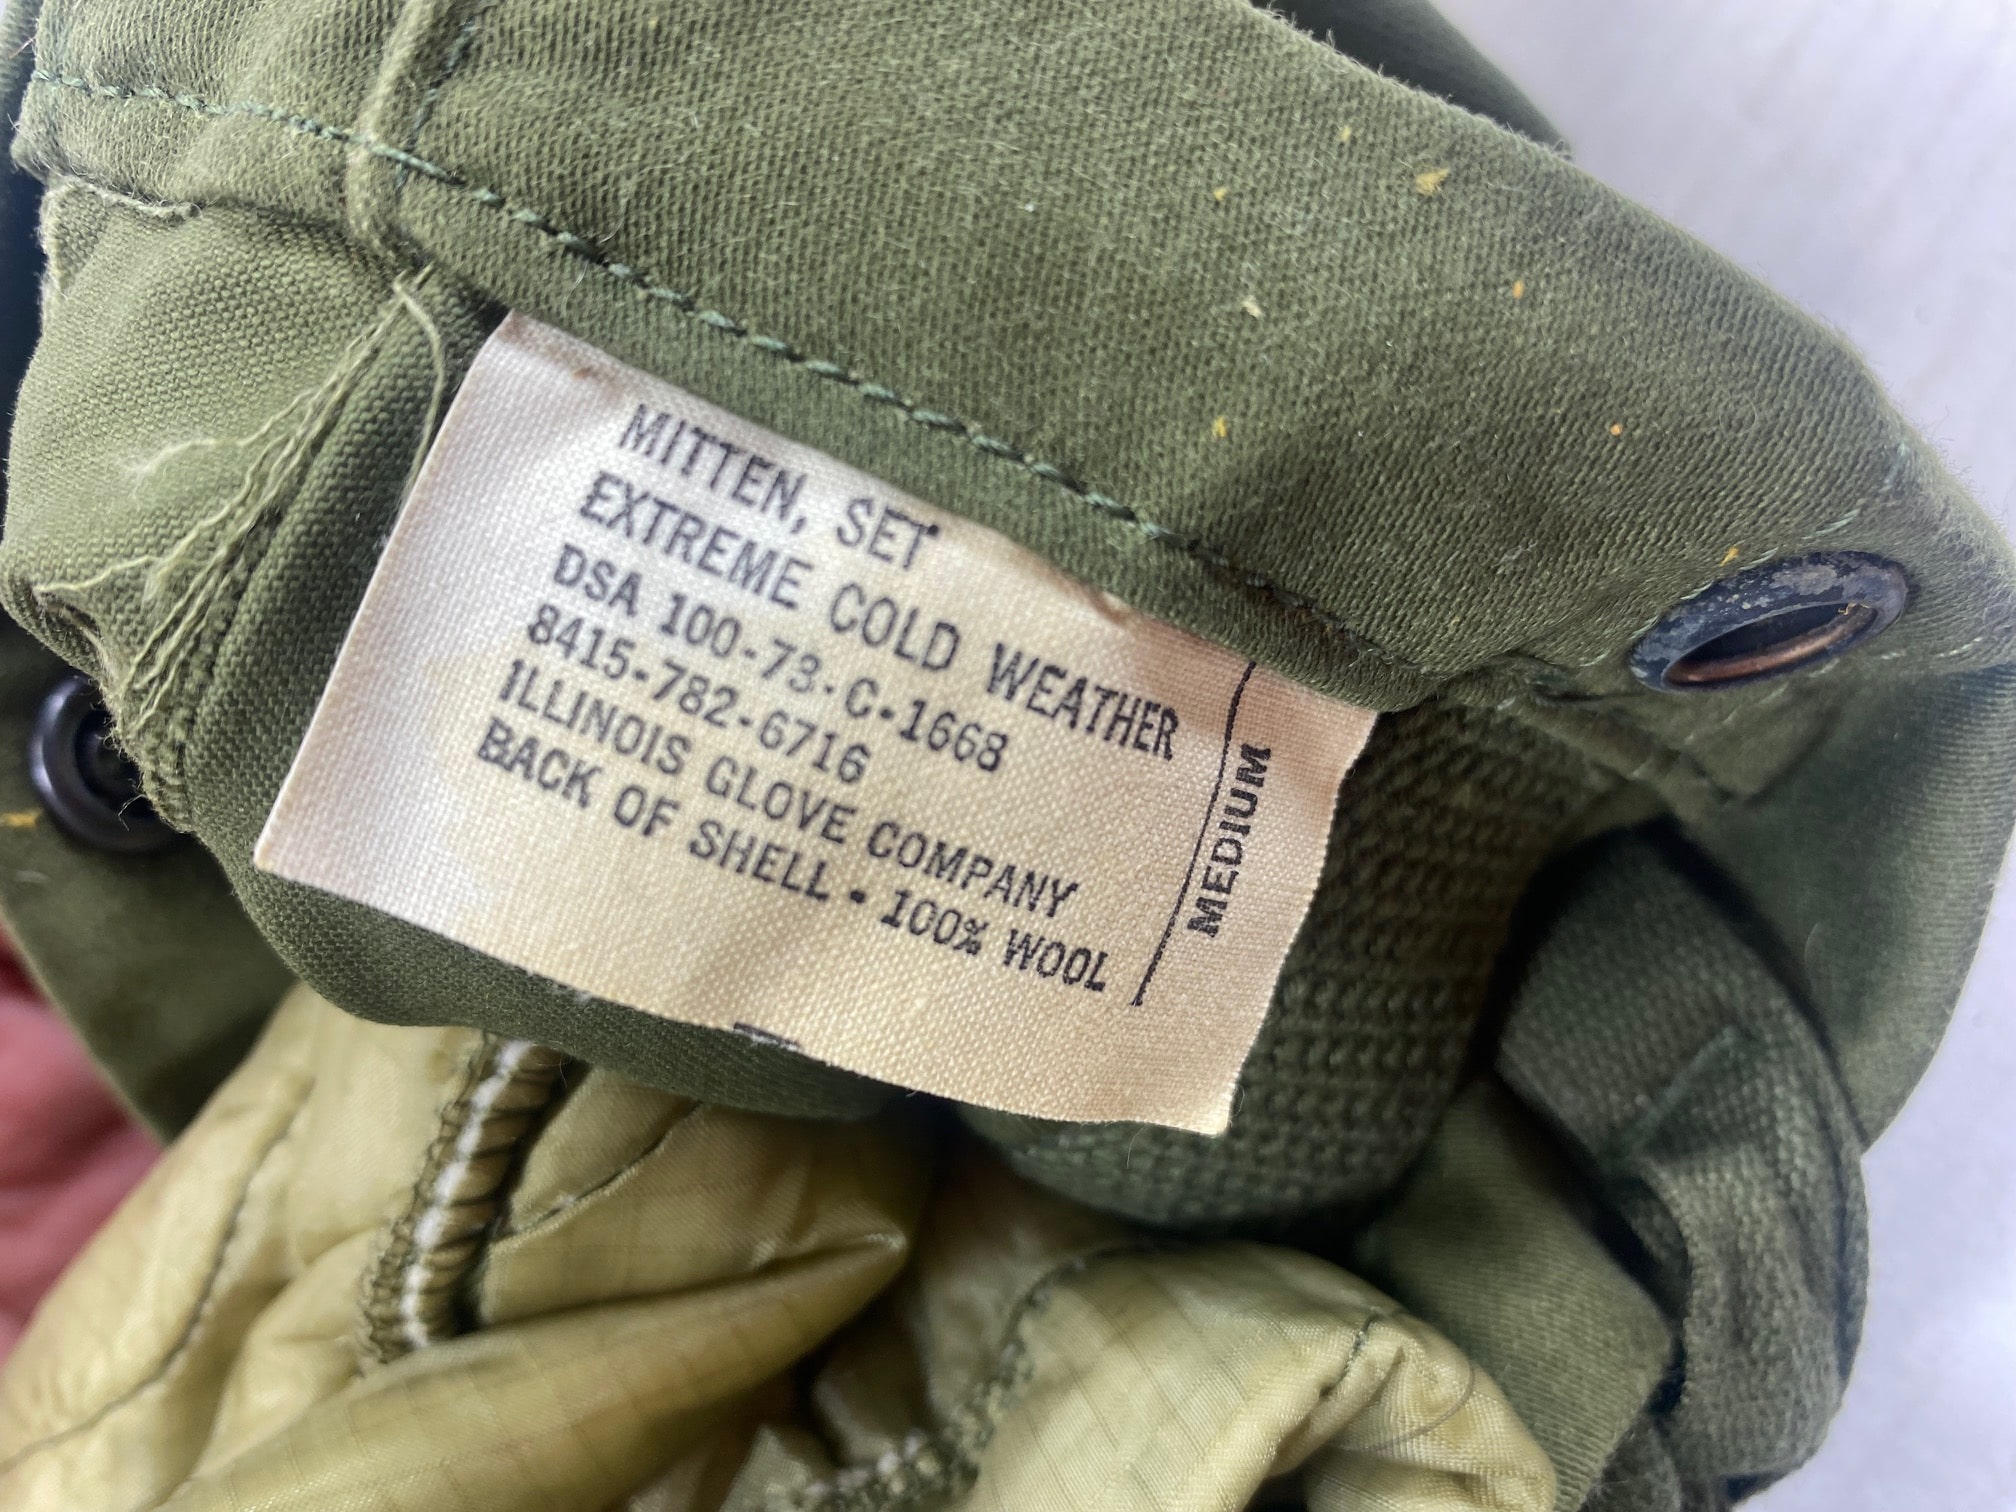 MITTEN, SET
EXTREME COLD WEATHER
DSA 100-73-C-1668
8415-782-6716
ILLINOIS GLOVE COMPANY
BACK OF SHELL • 100% WOOL
MEDIUM